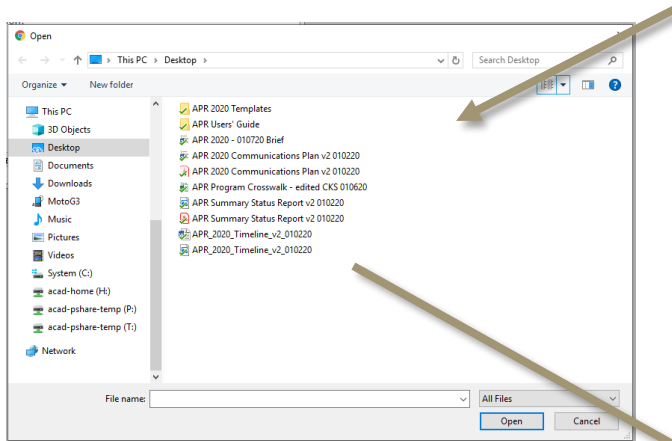 Open
This PC > Desktop >
Search Desktop
Organize
New folder
This PC
3D Objects
Desktop
Documents
Downloads
MotoG3
Music
Pictures
Videos
System (C:)
acad-home (H:)
acad-pshare-temp (P:)
acad-pshare-temp (T:)
Network
APR 2020 Templates
APR Users' Guide
APR 2020 - 010720 Brief
APR 2020 Communications Plan v2 010220
APR 2020 Communications Plan v2 010220
APR Program Crosswalk - edited CKS 010620
APR Summary Status Report v2 010220
APR Summary Status Report v2 010220
APR_2020_Timeline_v2_010220
APR_2020_Timeline_v2_010220
File name:
All Files
Open
Cancel